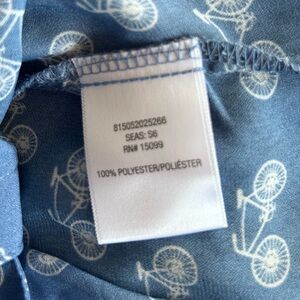 815052025266
SEAS: S6
RN# 15099
100% POLYESTER/POLIÉSTER